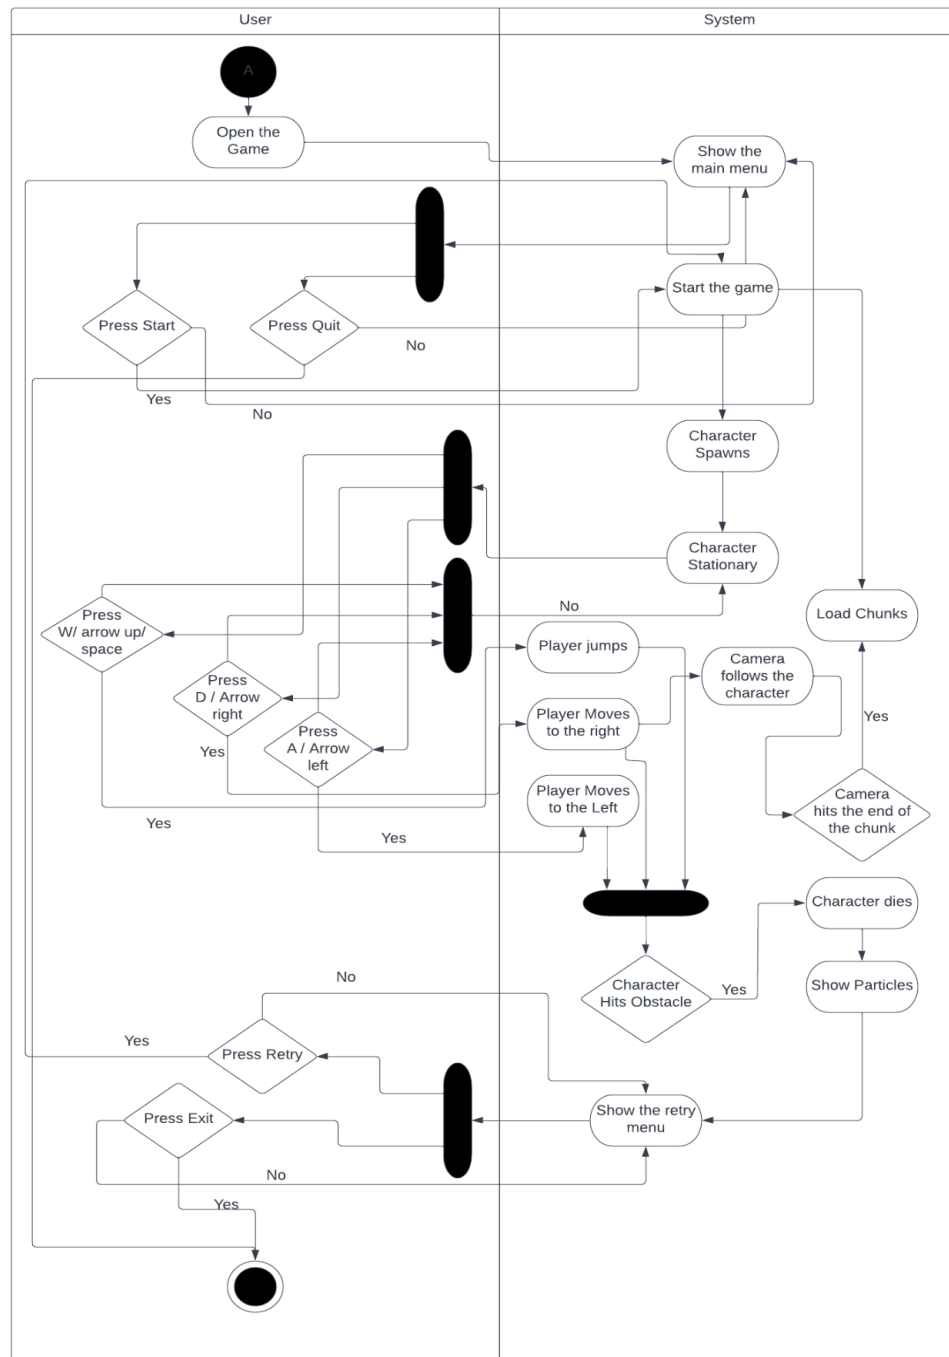 User
System
A
Open the
Game
Show the
main menu
Start the game
Press Start
Press Quit
No
Yes
No
Character
Spawns
Character
Stationary
No
Press
W/ arrow up/
space
Load Chunks
Player jumps
Camera
follows the
character
Press
D / Arrow
right
Player Moves
to the right
Yes
Yes
Press
A / Arrow
left
Player Moves
to the Left
Camera
hits the end of
the chunk
Yes
Yes
Character dies
Character
Hits Obstacle
Yes
Show Particles
No
Yes
Press Retry
Press Exit
Show the retry
menu
No
Yes